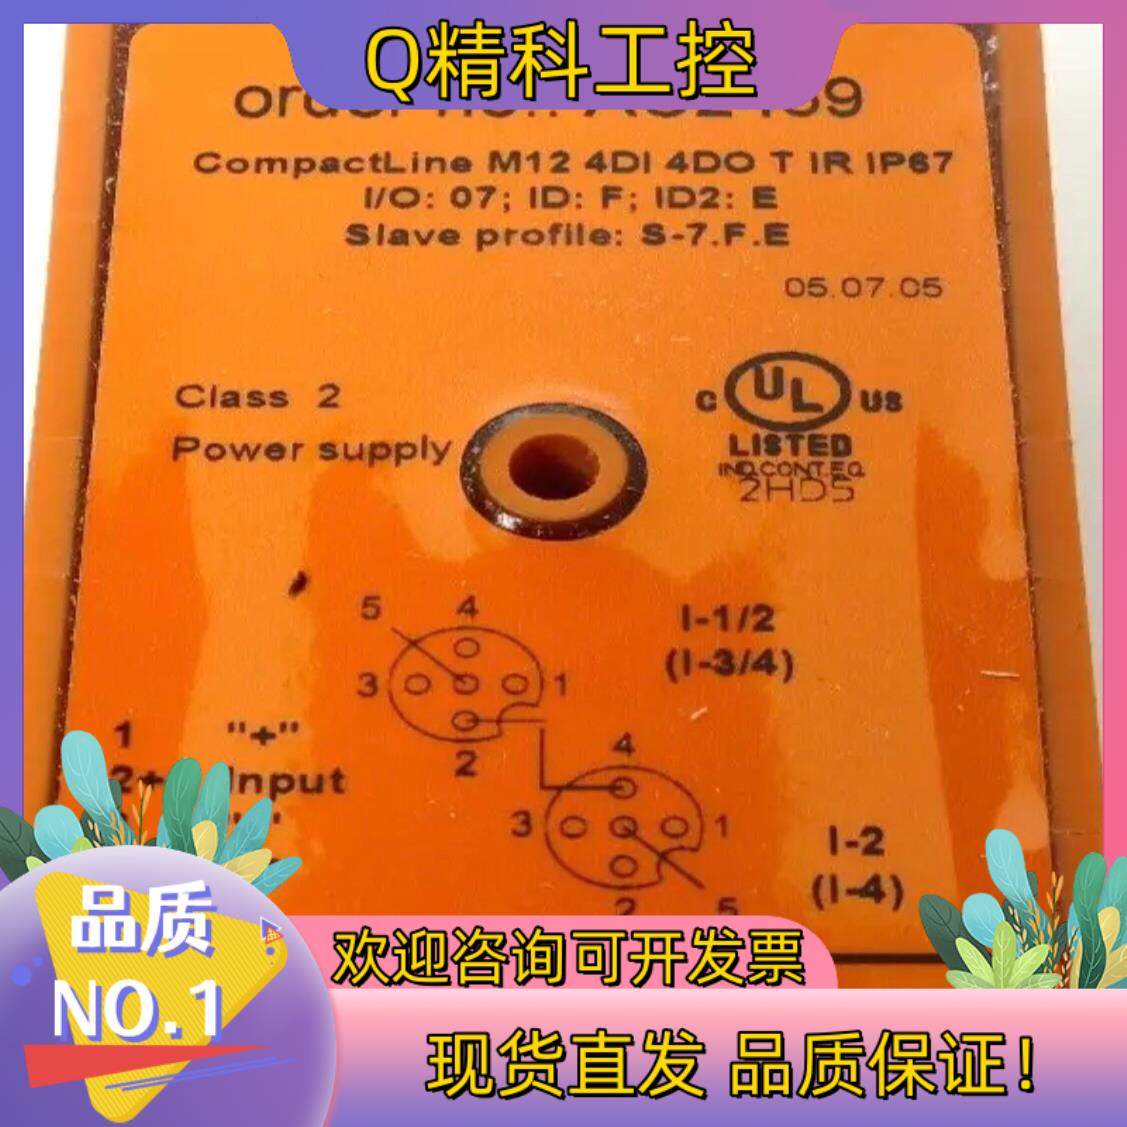 Q精科工控
order no.:
CompactLine M12 4DI 4DO T IR IP67
I/O: 07; ID: F; ID2: E
Slave profile: S-7.F.E
05.07.05
Class 2
Power supply
C UL US
LISTED
IND.CONT.EQ
2HD5
5 4
3 1
2
I-1/2
(I-3/4)
1 "+"
2+ Input
4
3 1
2 5
I-2
(I-4)
品质
NO.1
欢迎咨询可开发票
现货直发 品质保证!